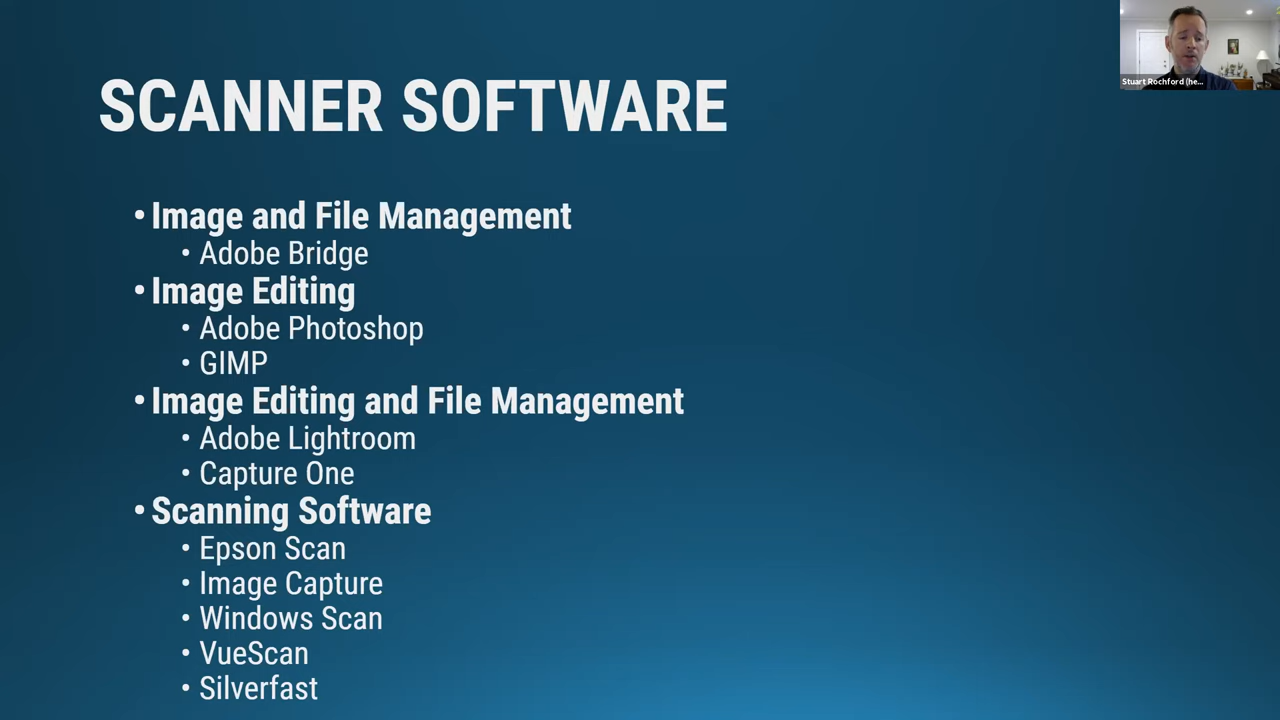 SCANNER SOFTWARE
• Image and File Management
• Adobe Bridge
• Image Editing
• Adobe Photoshop
• GIMP
• Image Editing and File Management
• Adobe Lightroom
• Capture One
• Scanning Software
• Epson Scan
• Image Capture
• Windows Scan
• VueScan
• Silverfast
Stuart Rochford (he...